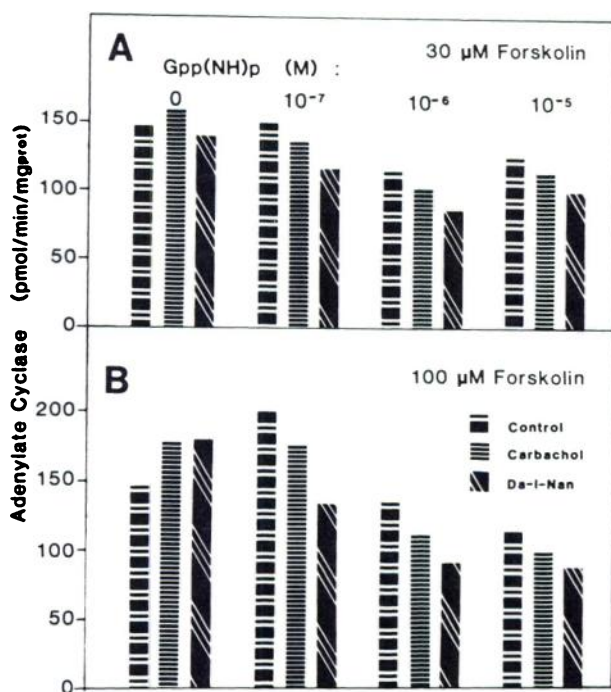 A
Gpp(NH)p (M) :
30 µM Forskolin
0
10⁻⁷
10⁻⁶
10⁻⁵
150
100
50
0
Adenylate Cyclase (pmol/min/mgprot)
B
100 µM Forskolin
200
150
100
50
0
Control
Carbachol
Da-I-Nan